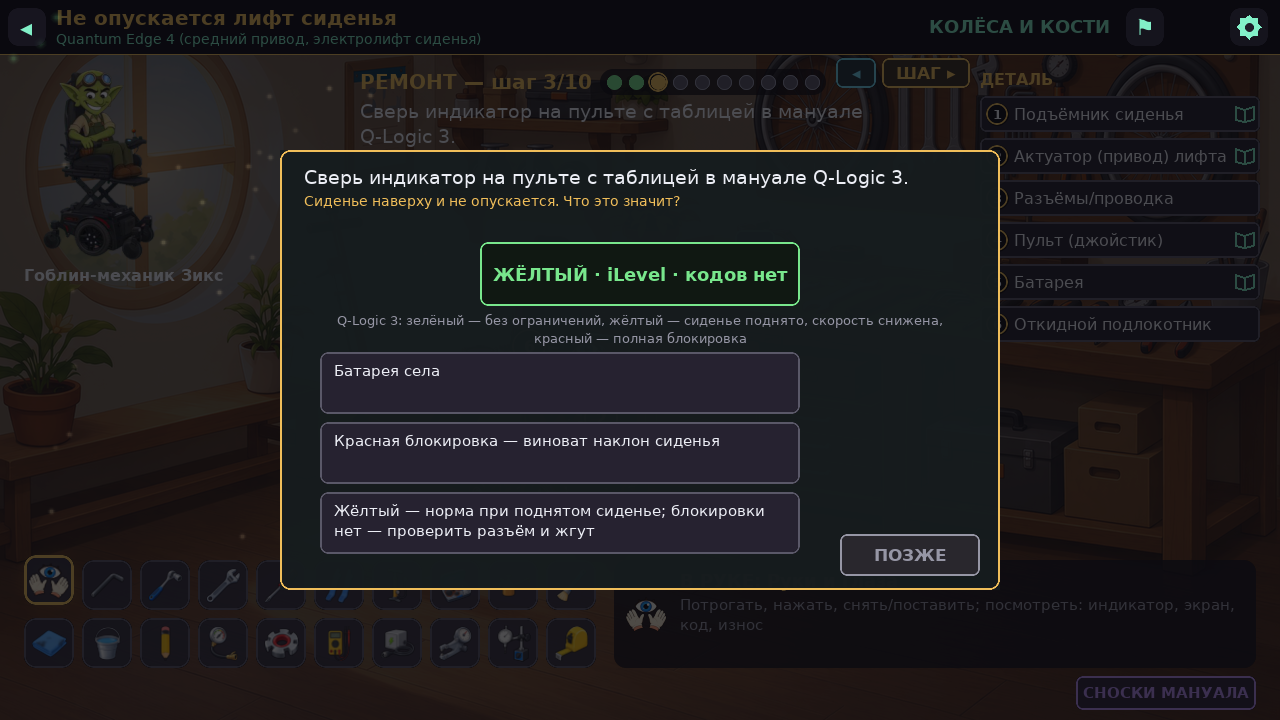 Не опускается лифт сиденья
Quantum Edge 4 (средний привод, электролифт сиденья)
КОЛЁСА И КОСТИ
РЕМОНТ — шаг 3/10
ШАГ ▸
ДЕТАЛЬ
Сверь индикатор на пульте с таблицей в мануале
Q-Logic 3.
1 Подъёмник сиденья
Актуатор (привод) лифта
Разъёмы/проводка
Пульт (джойстик)
Батарея
Откидной подлокотник
Гоблин-механик Зикс
Сверь индикатор на пульте с таблицей в мануале Q-Logic 3.
Сиденье наверху и не опускается. Что это значит?
ЖЁЛТЫЙ · iLevel · кодов нет
Q-Logic 3: зелёный — без ограничений, жёлтый — сиденье поднято, скорость снижена,
красный — полная блокировка
Батарея села
Красная блокировка — виноват наклон сиденья
Жёлтый — норма при поднятом сиденье; блокировки
нет — проверить разъём и жгут
ПОЗЖЕ
Потрогать, нажать, снять/поставить; посмотреть: индикатор, экран,
код, износ
СНОСКИ МАНУАЛА